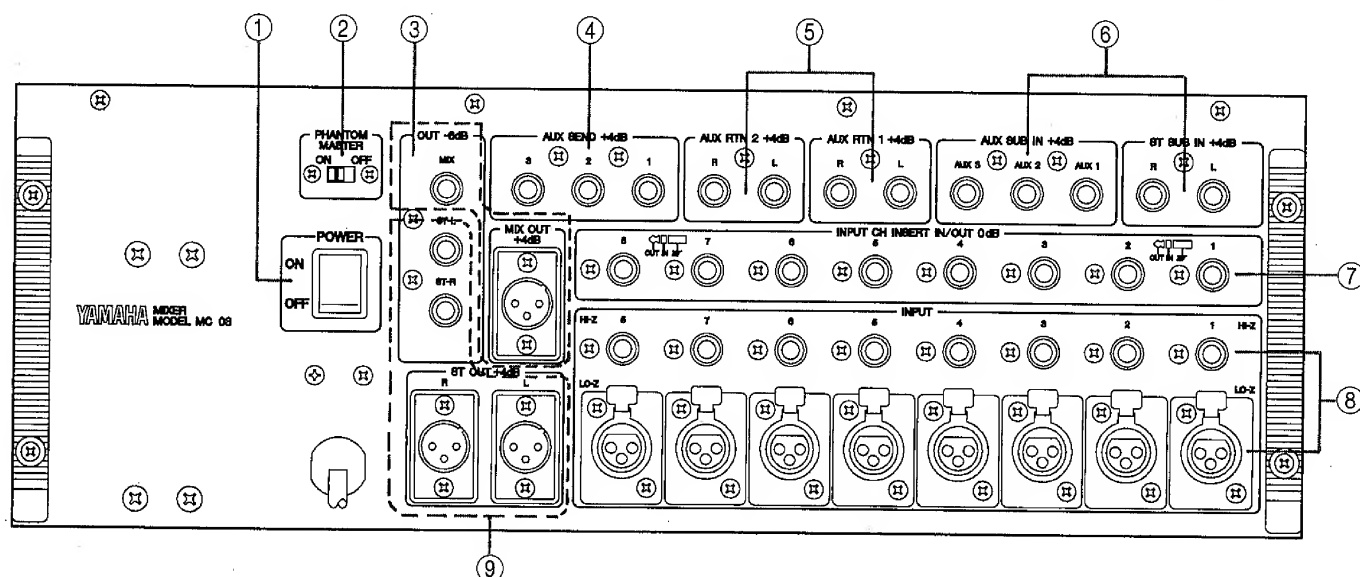 1 2 3 4 5 6
PHANTOM MASTER
ON OFF
OUT -6dB
MIX
ST-L
ST-R
AUX SEND +4dB
3 2 1
AUX RTN 2 +4dB
R L
AUX RTN 1 +4dB
R L
AUX SUB IN +4dB
AUX 3 AUX 2 AUX 1
ST SUB IN +4dB
R L
POWER
ON
OFF
YAMAHA MIXER
MODEL MC 08
MIX OUT
+4dB
INPUT CH INSERT IN/OUT 0dB
8 7 6 5 4 3 2 1
OUT IN
OUT IN
7
INPUT
HI-Z 8 7 6 5 4 3 2 1 HI-Z
LO-Z LO-Z
8
ST OUT +4dB
R L
9